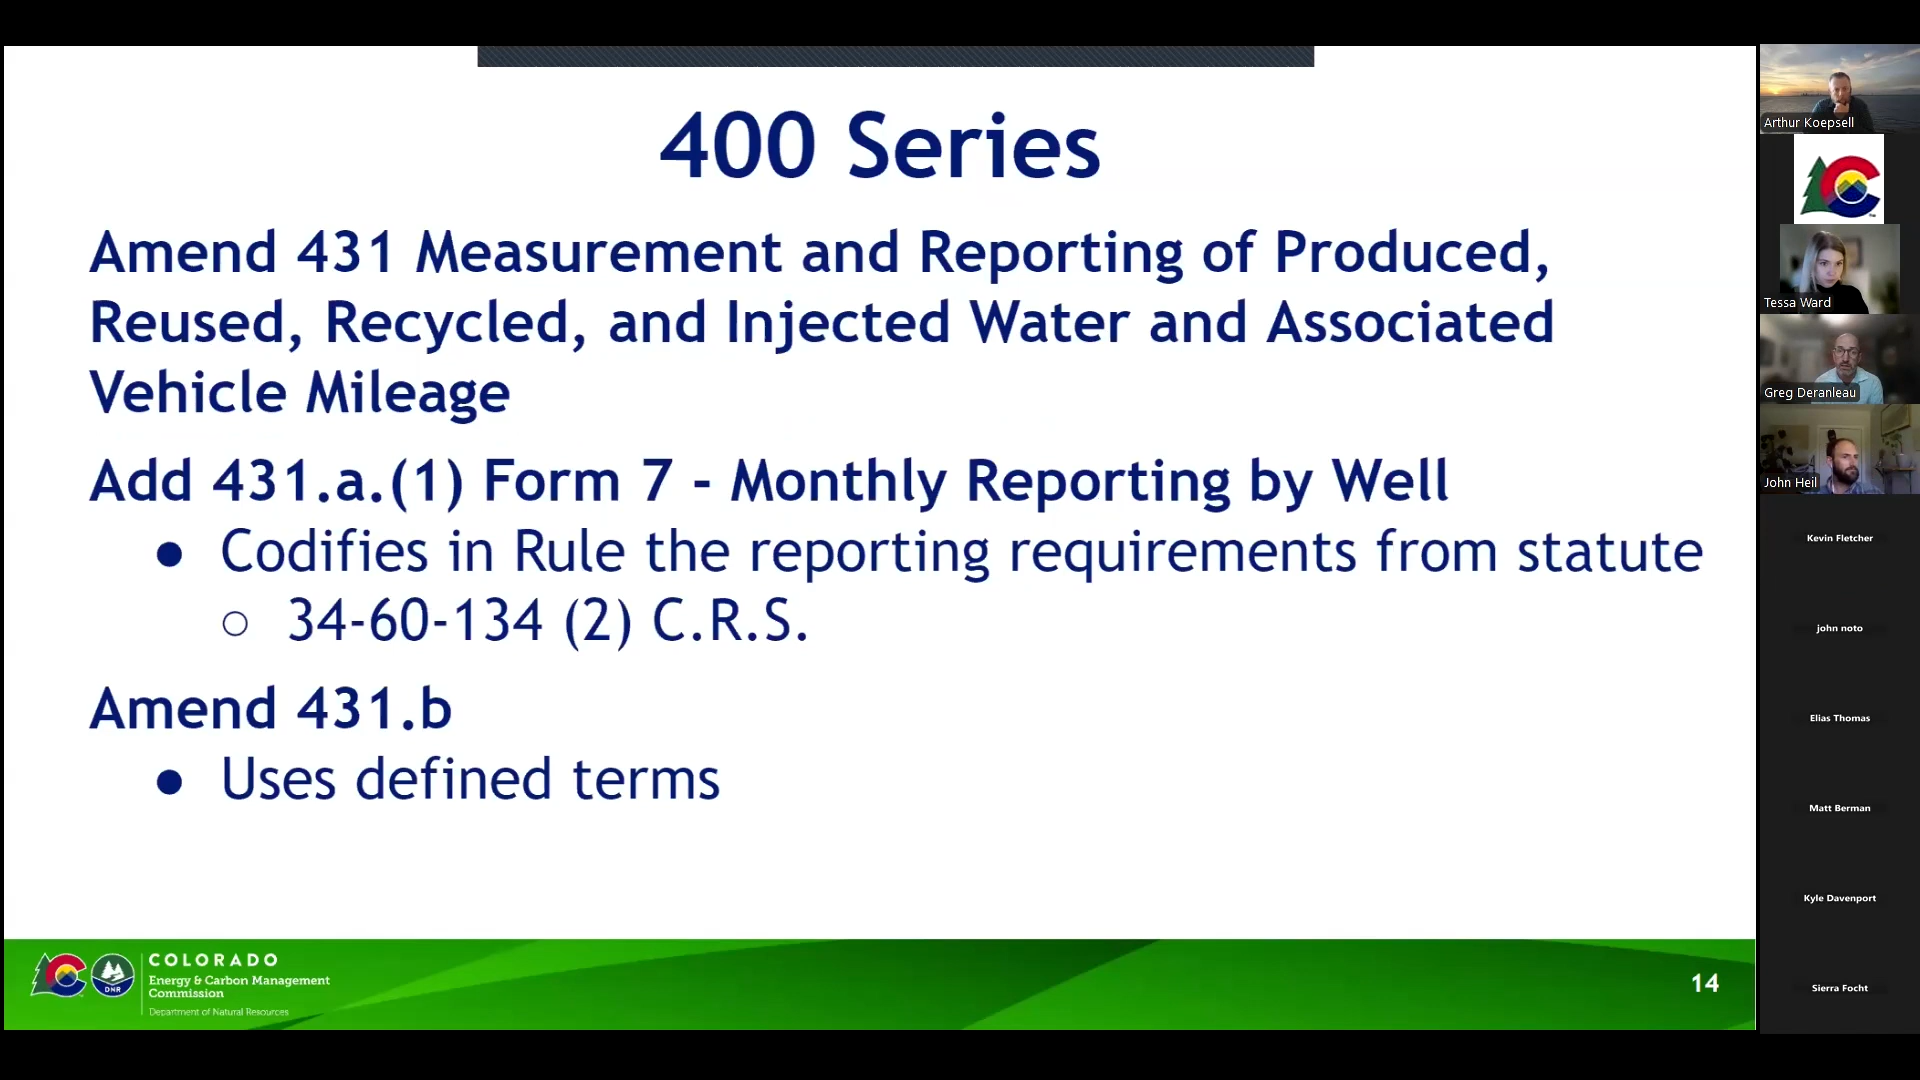 400 Series
Amend 431 Measurement and Reporting of Produced,
Reused, Recycled, and Injected Water and Associated
Vehicle Mileage
Add 431.a.(1) Form 7 - Monthly Reporting by Well
● Codifies in Rule the reporting requirements from statute
○ 34-60-134 (2) C.R.S.
Amend 431.b
● Uses defined terms
COLORADO
Energy & Carbon Management
Commission
Department of Natural Resources
DNR
14
Arthur Koepsell
Tessa Ward
Greg Deranleau
John Heil
Kevin Fletcher
john noto
Elias Thomas
Matt Berman
Kyle Davenport
Sierra Focht